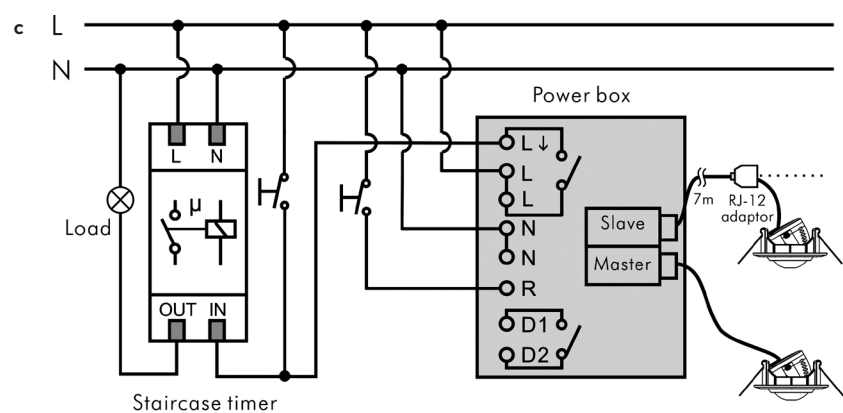 c L
N
Power box
L N
L ↓
L
L
N
N
R
D1
D2
Slave
Master
7m
RJ-12
adaptor
Load
µ
OUT IN
Staircase timer